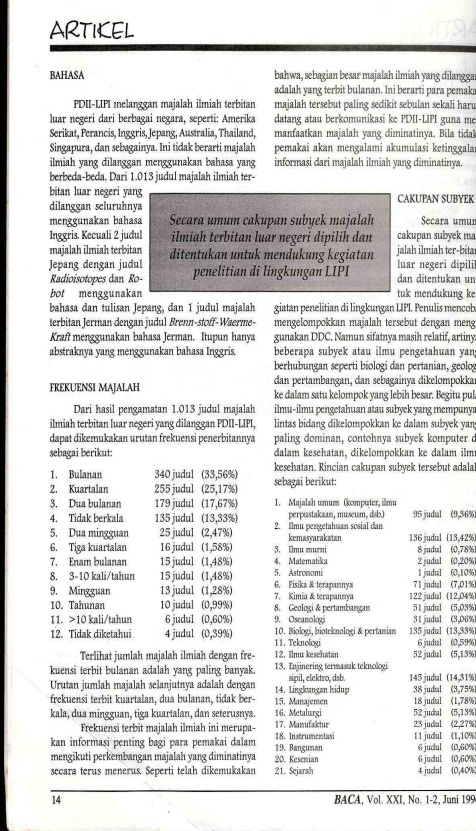 ARTIKEL
BAHASA
PDII-LIPI melanggan majalah ilmiah terbitan
luar negeri dari berbagai negara, seperti: Amerika
Serikat, Perancis, Inggris, Jepang, Australia, Thailand,
Singapura, dan sebagainya. Ini tidak berarti majalah
ilmiah yang dilanggan menggunakan bahasa yang
berbeda-beda. Dari 1.013 judul majalah ilmiah ter-
bitan luar negeri yang
dilanggan seluruhnya
menggunakan bahasa
Inggris. Kecuali 2 judul
majalah ilmiah terbitan
Jepang dengan judul
Radioisotopes dan Ro-
bot menggunakan
bahasa dan tulisan Jepang, dan 1 judul majalah
terbitan Jerman dengan judul Brenn-stoff-Waerme-
Kraft menggunakan bahasa Jerman. Itupun hanya
abstraknya yang menggunakan bahasa Inggris.
Secara umum cakupan subyek majalah
ilmiah terbitan luar negeri dipilih dan
ditentukan untuk mendukung kegiatan
penelitian di lingkungan LIPI
FREKUENSI MAJALAH
Dari hasil pengamatan 1.013 judul majalah
ilmiah terbitan luar negeri yang dilanggan PDII-LIPI,
dapat dikemukakan urutan frekuensi penerbitannya
sebagai berikut:
1. Bulanan 340 judul (33,56%)
2. Kuartalan 255 judul (25,17%)
3. Dua bulanan 179 judul (17,67%)
4. Tidak berkala 135 judul (13,33%)
5. Dua mingguan 25 judul (2,47%)
6. Tiga kuartalan 16 judul (1,58%)
7. Enam bulanan 15 judul (1,48%)
8. 3-10 kali/tahun 15 judul (1,48%)
9. Mingguan 13 judul (1,28%)
10. Tahunan 10 judul (0,99%)
11. >10 kali/tahun 6 judul (0,60%)
12. Tidak diketahui 4 judul (0,39%)
Terlihat jumlah majalah ilmiah dengan fre-
kuensi terbit bulanan adalah yang paling banyak.
Urutan jumlah majalah selanjutnya adalah dengan
frekuensi terbit kuartalan, dua bulanan, tidak ber-
kala, dua mingguan, tiga kuartalan, dan seterusnya.
Frekuensi terbit majalah ilmiah ini merupa-
kan informasi penting bagi para pemakai dalam
mengikuti perkembangan majalah yang diminatinya
secara terus menerus. Seperti telah dikemukakan
bahwa, sebagian besar majalah ilmiah yang dilanggan
adalah yang terbit bulanan. Ini berarti para pemaka
majalah tersebut paling sedikit sebulan sekali haru
datang atau berkomunikasi ke PDII-LIPI guna me
manfaatkan majalah yang diminatinya. Bila tidak
pemakai akan mengalami akumulasi ketinggala
informasi dari majalah ilmiah yang diminatinya.
CAKUPAN SUBYEK
Secara umum
cakupan subyek ma
jalah ilmiah ter-bitan
luar negeri dipilih
dan ditentukan un
tuk mendukung ke
giatan penelitian di lingkungan LIPI. Penulis mencoba
mengelompokkan majalah tersebut dengan meng
gunakan DDC. Namun sifatnya masih relatif, artinya
beberapa subyek atau ilmu pengetahuan yang
berhubungan seperti biologi dan pertanian, geolog
dan pertambangan, dan sebagainya dikelompokkan
ke dalam satu kelompok yang lebih besar. Begitu pula
ilmu-ilmu pengetahuan atau subyek yang mempunya
lintas bidang dikelompokkan ke dalam subyek yang
paling dominan, contohnya subyek komputer d
dalam kesehatan, dikelompokkan ke dalam ilmu
kesehatan. Rincian cakupan subyek tersebut adalah
sebagai berikut:
1. Majalah umum (komputer, ilmu
perpustakaan, museum, dsb.) 95 judul (9,36%)
2. Ilmu pengetahuan sosial dan
kemasyarakatan 136 judul (13,42%)
3. Ilmu murni 8 judul (0,78%)
4. Matematika 2 judul (0,20%)
5. Astronomi 1 judul (0,10%)
6. Fisika & terapannya 71 judul (7,01%)
7. Kimia & terapannya 122 judul (12,04%)
8. Geologi & pertambangan 51 judul (5,03%)
9. Oseanologi 31 judul (3,06%)
10. Biologi, bioteknologi & pertanian 135 judul (13,33%)
11. Teknologi 6 judul (0,59%)
12. Ilmu kesehatan 52 judul (5,13%)
13. Enjinering termasuk teknologi
sipil, elektro, dsb. 145 judul (14,31%)
14. Lingkungan hidup 38 judul (3,75%)
15. Manajemen 18 judul (1,78%)
16. Metalurgi 52 judul (5,13%)
17. Manufaktur 23 judul (2,27%)
18. Instrumentasi 11 judul (1,10%)
19. Bangunan 6 judul (0,60%)
20. Kesenian 6 judul (0,60%)
21. Sejarah 4 judul (0,40%)
14 BACA, Vol. XXI, No. 1-2, Juni 199